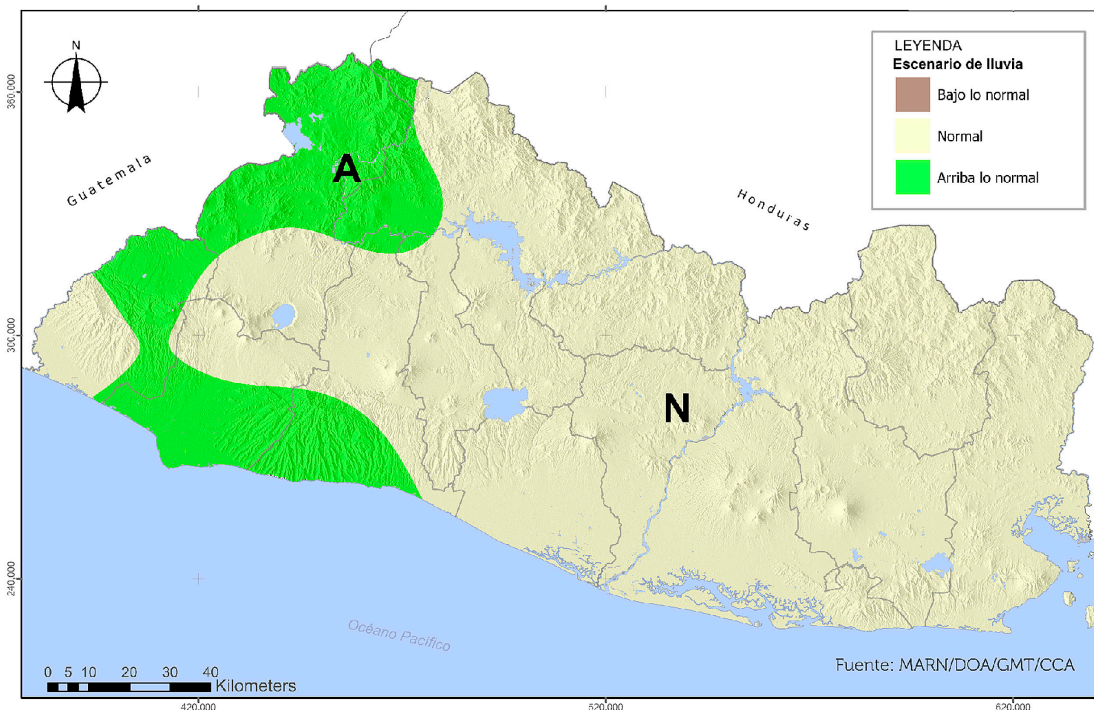 N
LEYENDA
Escenario de lluvia
Bajo lo normal
Normal
Arriba lo normal
360,000
300,000
240,000
Guatemala
Honduras
A
N
Océano Pacífico
Fuente: MARN/DOA/GMT/CCA
0 5 10 20 30 40
Kilometers
420,000 520,000 620,000